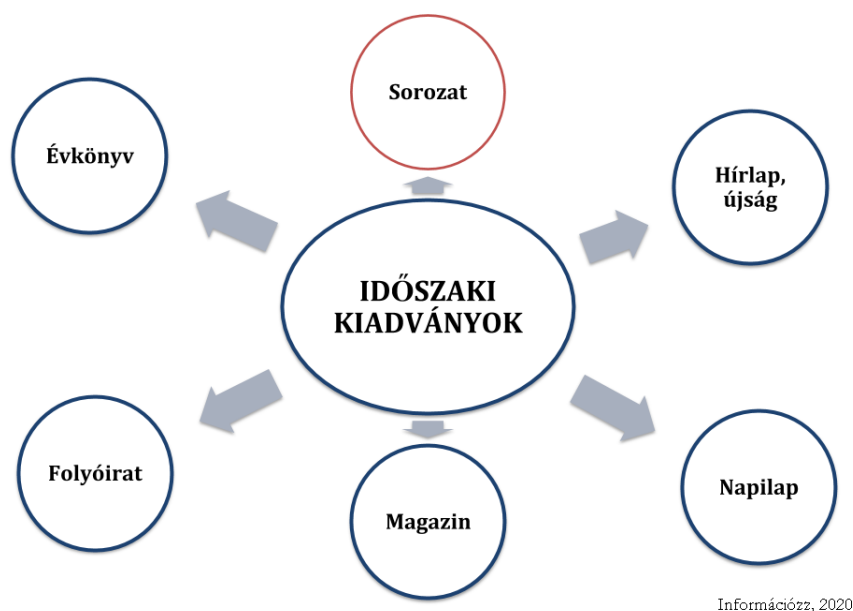 Sorozat
Évkönyv
Hírlap,
újság
IDŐSZAKI
KIADVÁNYOK
Folyóirat
Magazin
Napilap
Információzz, 2020